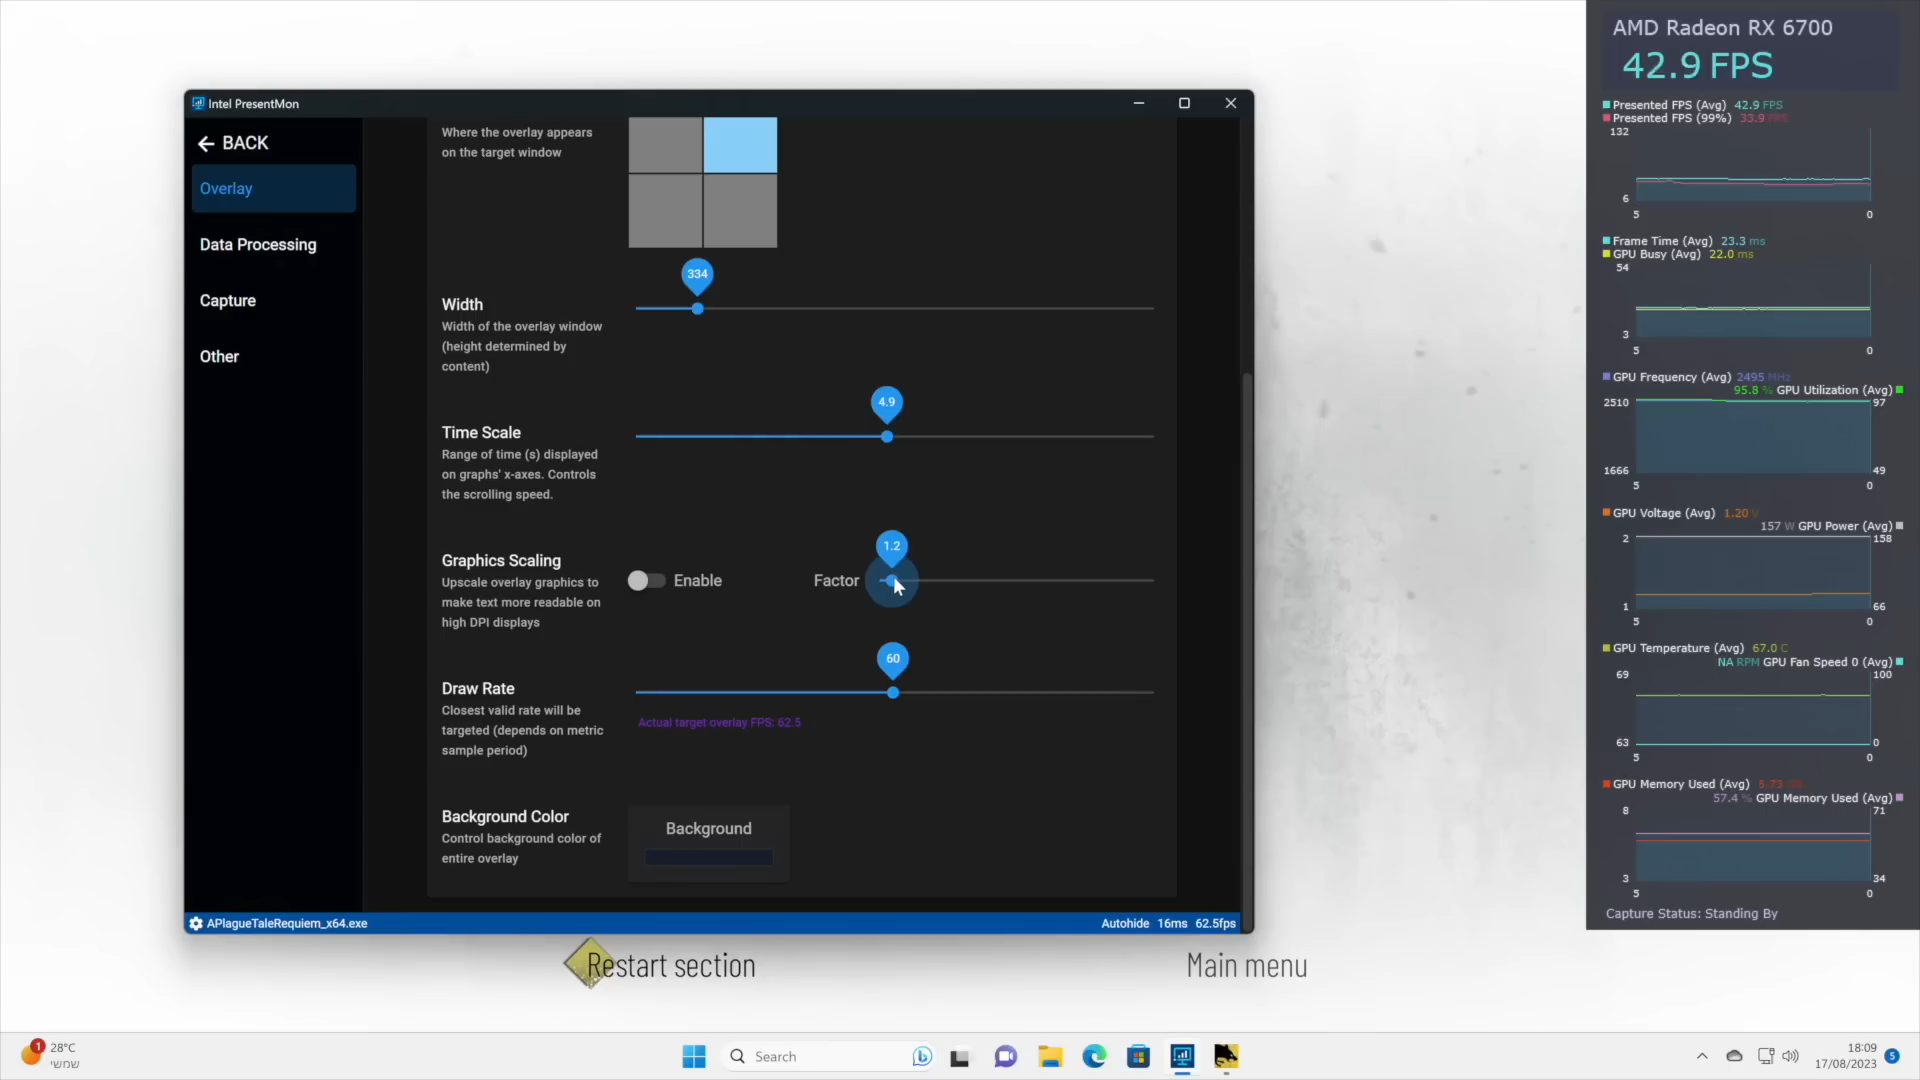 Intel PresentMon
BACK
Overlay
Data Processing
Capture
Other
Where the overlay appears
on the target window
334
Width
Width of the overlay window
(height determined by
content)
4.9
Time Scale
Range of time (s) displayed
on graphs' x-axes. Controls
the scrolling speed.
1.2
Graphics Scaling
Upscale overlay graphics to
make text more readable on
high DPI displays
Enable
Factor
60
Draw Rate
Closest valid rate will be
targeted (depends on metric
sample period)
Actual target overlay FPS: 62.5
Background Color
Control background color of
entire overlay
Background
APlagueTaleRequiem_x64.exe
Autohide 16ms 62.5fps
Restart section
Main menu
AMD Radeon RX 6700
42.9 FPS
Presented FPS (Avg) 42.9 FPS
Presented FPS (99%) 33.9 FPS
132
6
5 0
Frame Time (Avg) 23.3 ms
GPU Busy (Avg) 22.0 ms
54
3
5 0
GPU Frequency (Avg) 2495 MHz
95.8 % GPU Utilization (Avg)
2510 97
1666 49
5 0
GPU Voltage (Avg) 1.20 V
157 W GPU Power (Avg)
2 158
1 66
5 0
GPU Temperature (Avg) 67.0 C
NA RPM GPU Fan Speed 0 (Avg)
69 100
63 0
5 0
GPU Memory Used (Avg) 5.73
57.4 % GPU Memory Used (Avg)
8 71
3 34
5 0
Capture Status: Standing By
1
28°C
שמשי
Search
18:09
17/08/2023
5